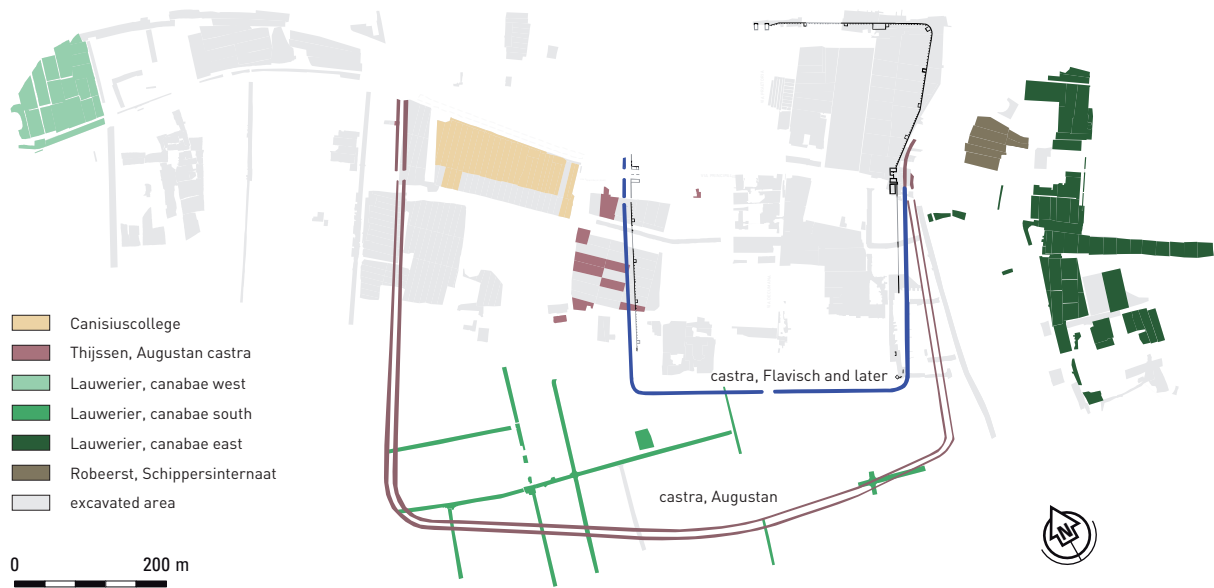 castra, Flavisch and later
Canisiuscollege
Thijssen, Augustan castra
Lauwerier, canabae west
Lauwerier, canabae south
Lauwerier, canabae east
Robeerst, Schippersinternaat
excavated area
castra, Augustan
N
0 200 m